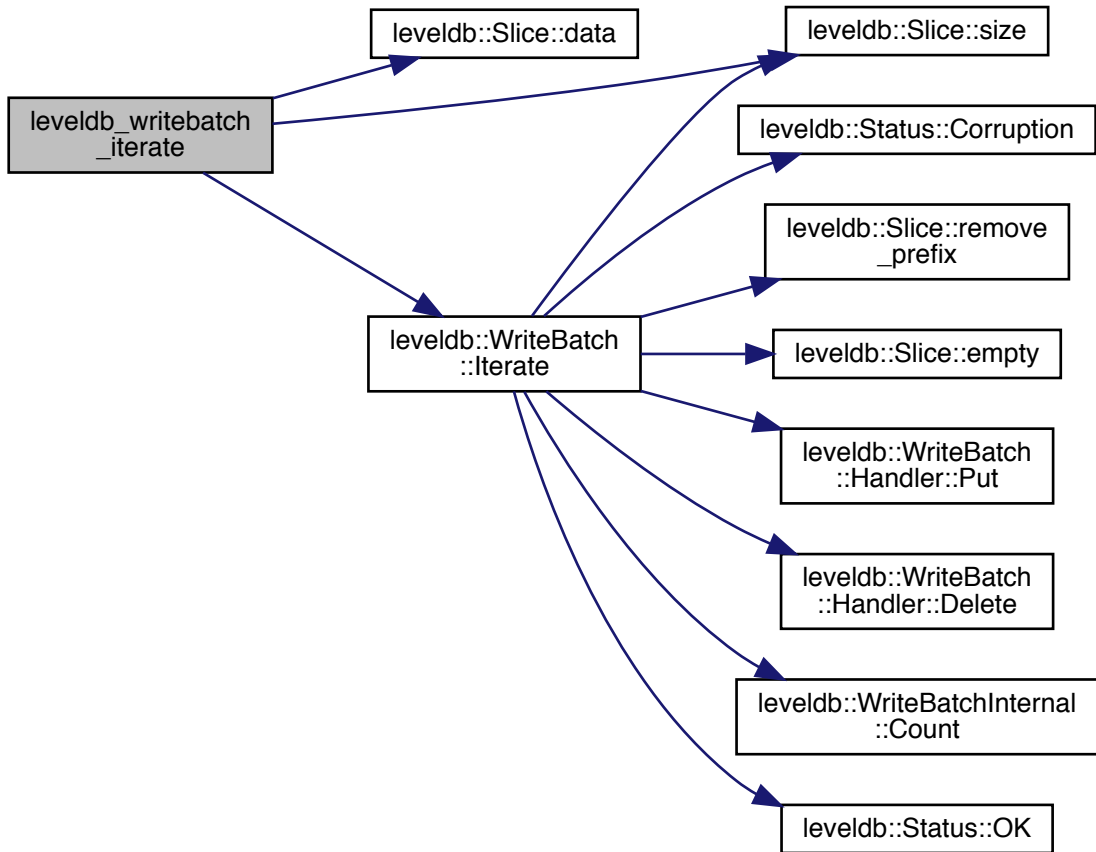 leveldb_writebatch
_iterate
leveldb::Slice::data
leveldb::Slice::size
leveldb::WriteBatch
::Iterate
leveldb::Status::Corruption
leveldb::Slice::remove
_prefix
leveldb::Slice::empty
leveldb::WriteBatch
::Handler::Put
leveldb::WriteBatch
::Handler::Delete
leveldb::WriteBatchInternal
::Count
leveldb::Status::OK